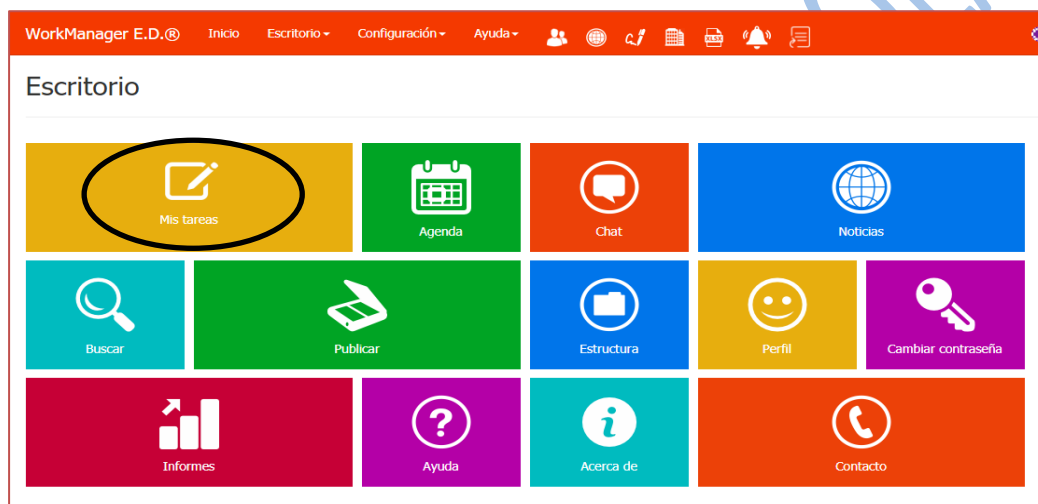 WorkManager E.D.® Inicio Escritorio Configuración Ayuda XLSX
Escritorio
Mis tareas Agenda Chat Noticias
Buscar Publicar Estructura Perfil Cambiar contraseña
Informes Ayuda Acerca de Contacto